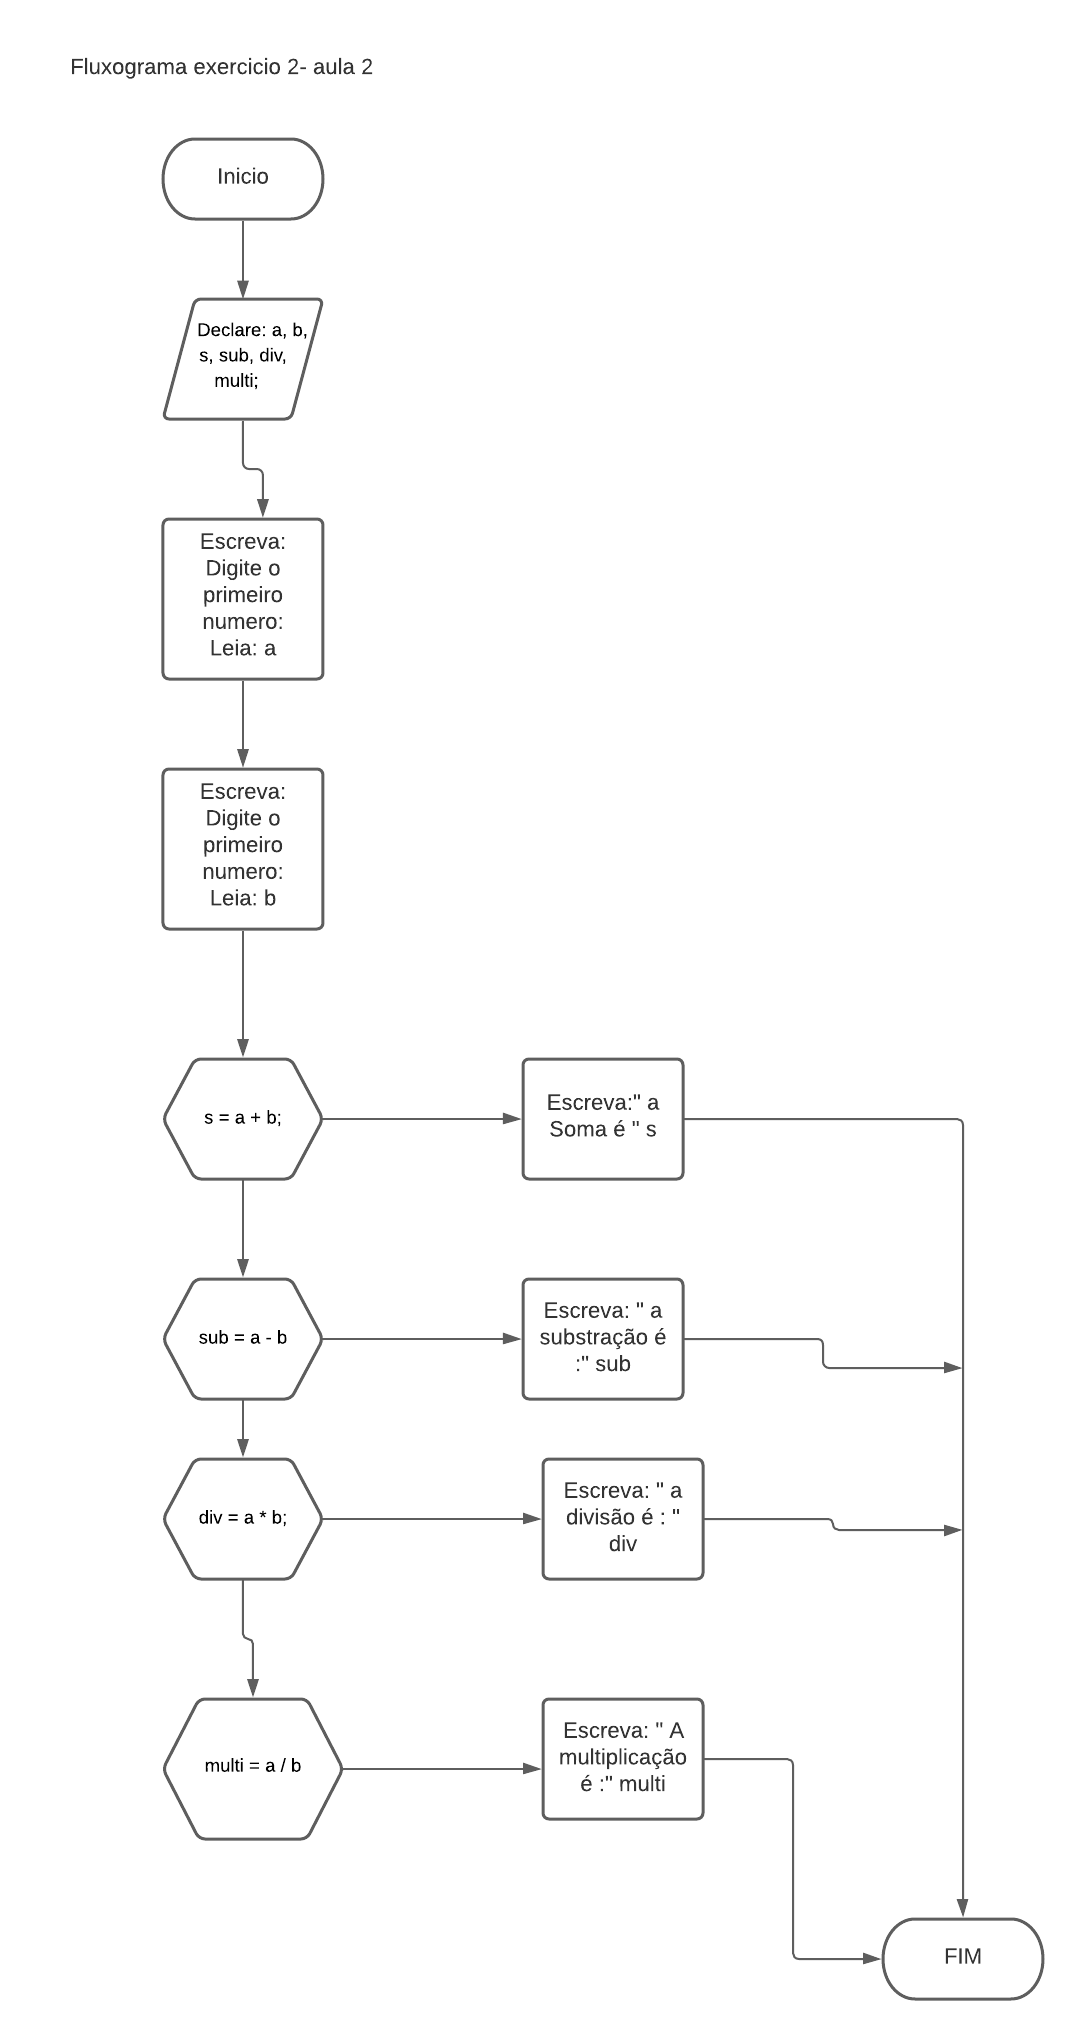 Fluxograma exercicio 2- aula 2
Inicio
Declare: a, b,
s, sub, div,
multi;
Escreva:
Digite o
primeiro
numero:
Leia: a
Escreva:
Digite o
primeiro
numero:
Leia: b
s = a + b;
Escreva:" a
Soma é " s
sub = a - b
Escreva: " a
substração é
:" sub
div = a * b;
Escreva: " a
divisão é : "
div
multi = a / b
Escreva: " A
multiplicação
é :" multi
FIM